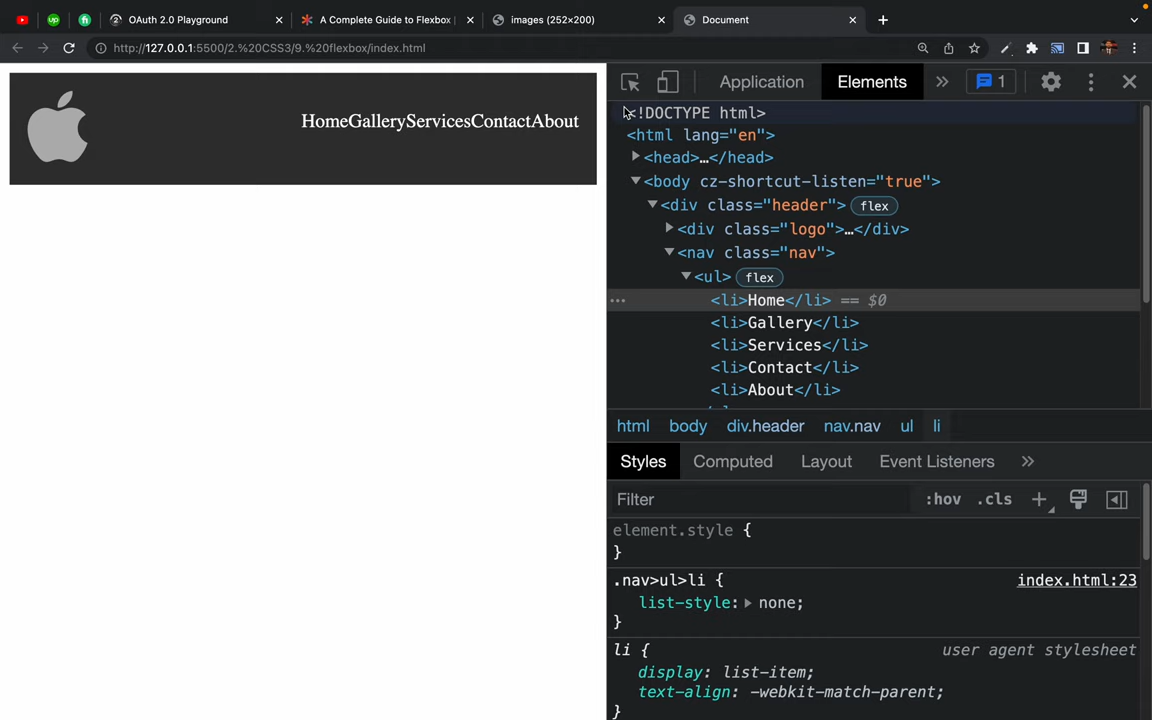 OAuth 2.0 Playground
A Complete Guide to Flexbox
images (252×200)
Document
http://127.0.0.1:5500/2.%20CSS3/9.%20flexbox/index.html
HomeGalleryServicesContactAbout
Application
Elements
1
<!DOCTYPE html>
<html lang="en">
<head>…</head>
<body cz-shortcut-listen="true">
<div class="header"> flex
<div class="logo">…</div>
<nav class="nav">
<ul> flex
<li>Home</li> == $0
<li>Gallery</li>
<li>Services</li>
<li>Contact</li>
<li>About</li>
html body div.header nav.nav ul li
Styles Computed Layout Event Listeners
Filter :hov .cls
element.style {
}
.nav>ul>li { index.html:23
list-style: none;
}
li { user agent stylesheet
display: list-item;
text-align: -webkit-match-parent;
}